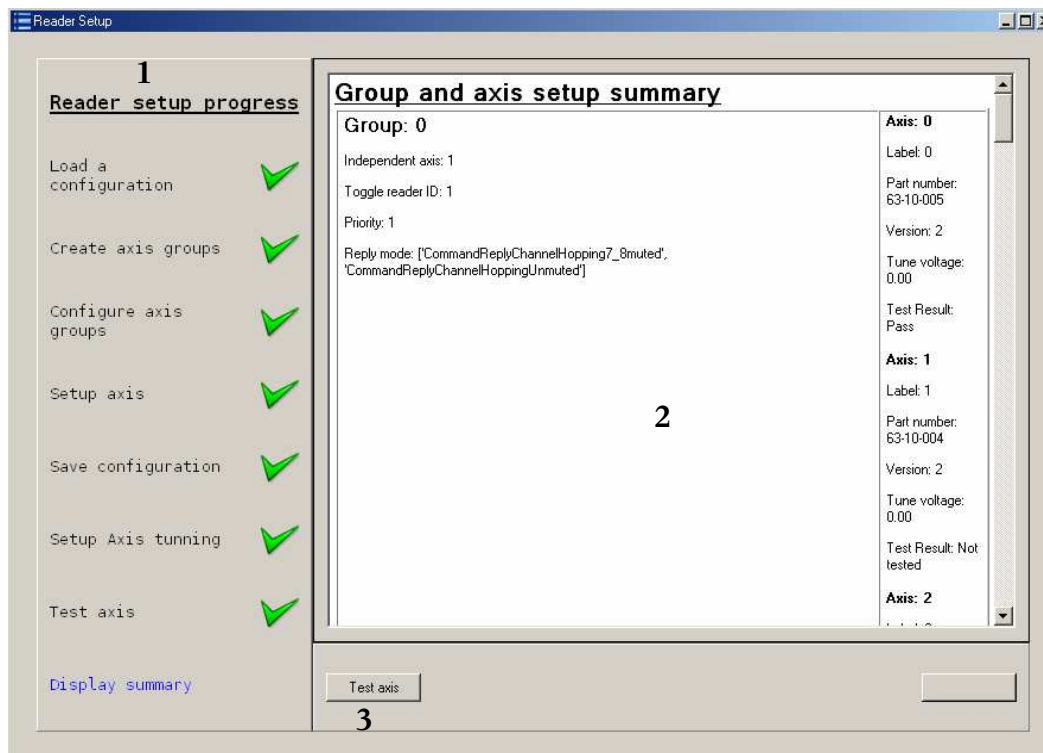 Reader Setup
1
Reader setup progress
Load a
configuration
Create axis groups
Configure axis
groups
Setup axis
Save configuration
Setup Axis tunning
Test axis
Display summary
Group and axis setup summary
Group: 0
Independent axis: 1
Toggle reader ID: 1
Priority: 1
Reply mode: ['CommandReplyChannelHopping7_8muted',
'CommandReplyChannelHoppingUnmuted']
2
Axis: 0
Label: 0
Part number:
63-10-005
Version: 2
Tune voltage:
0.00
Test Result:
Pass
Axis: 1
Label: 1
Part number:
63-10-004
Version: 2
Tune voltage:
0.00
Test Result: Not
tested
Axis: 2
Test axis
3